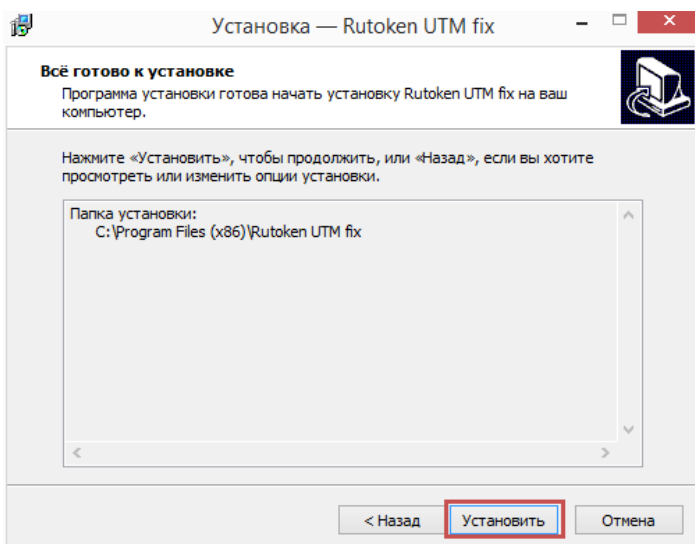 Установка — Rutoken UTM fix
Всё готово к установке
Программа установки готова начать установку Rutoken UTM fix на ваш
компьютер.
Нажмите «Установить», чтобы продолжить, или «Назад», если вы хотите
просмотреть или изменить опции установки.
Папка установки:
C:\Program Files (x86)\Rutoken UTM fix
< Назад
Установить
Отмена